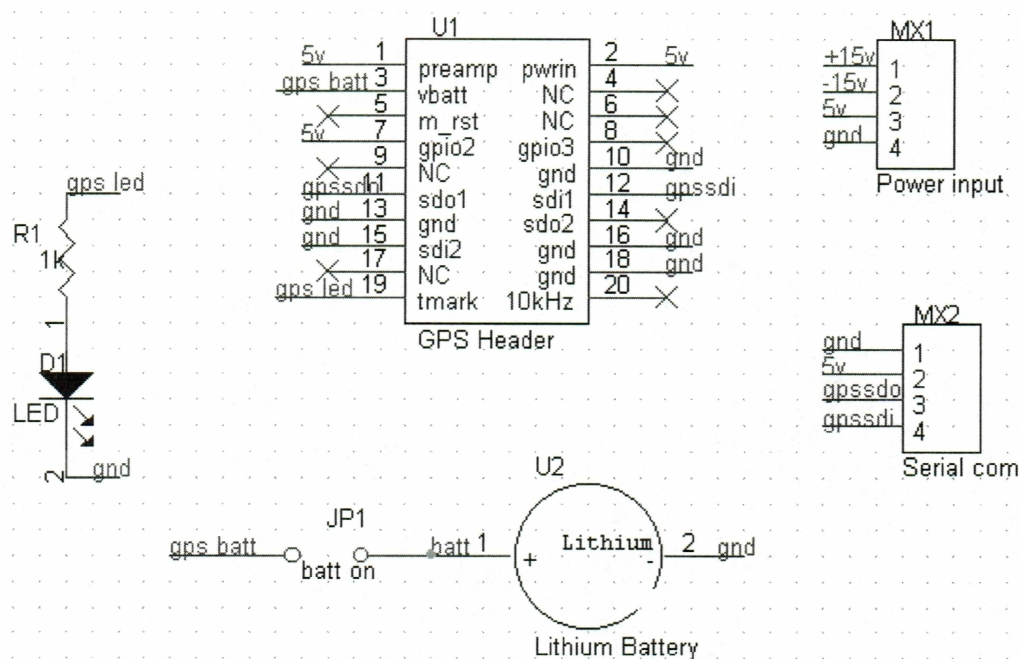 U1
5v 1 preamp pwrin 2 5v
gps batt 3 vbatt NC 4
5 m_rst NC 6
5v 7 gpio2 gpio3 8
9 NC gnd 10 gnd
gpssdo 11 sdo1 sdi1 12 gpssdi
gnd 13 gnd sdo2 14
gnd 15 sdi2 gnd 16 gnd
17 NC gnd 18 gnd
gps led 19 tmark 10kHz 20
GPS Header
MX1
+15v 1
-15v 2
5v 3
gnd 4
Power input
gps led
R1
1k
1
D1
LED
2 gnd
MX2
gnd 1
5v 2
gpssdo 3
gpssdi 4
Serial com
U2
JP1
gps batt batt 1 + Lithium - 2 gnd
batt on
Lithium Battery